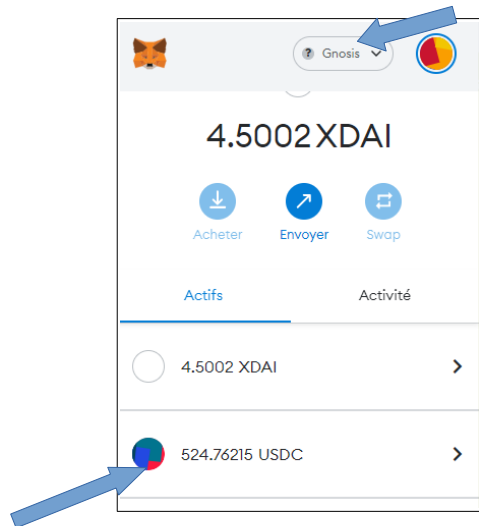 ? Gnosis
4.5002 XDAI
Acheter Envoyer Swap
Actifs Activité
4.5002 XDAI
524.76215 USDC